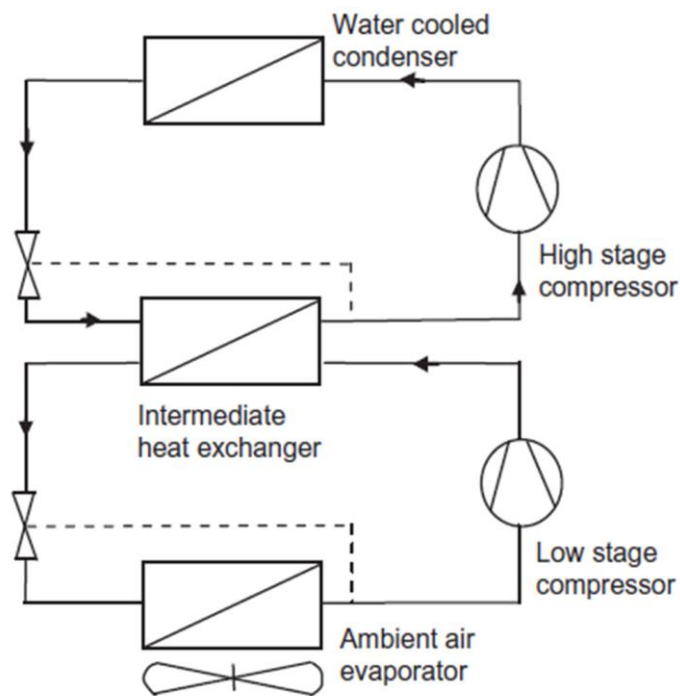 Water cooled
condenser
High stage
compressor
Intermediate
heat exchanger
Low stage
compressor
Ambient air
evaporator